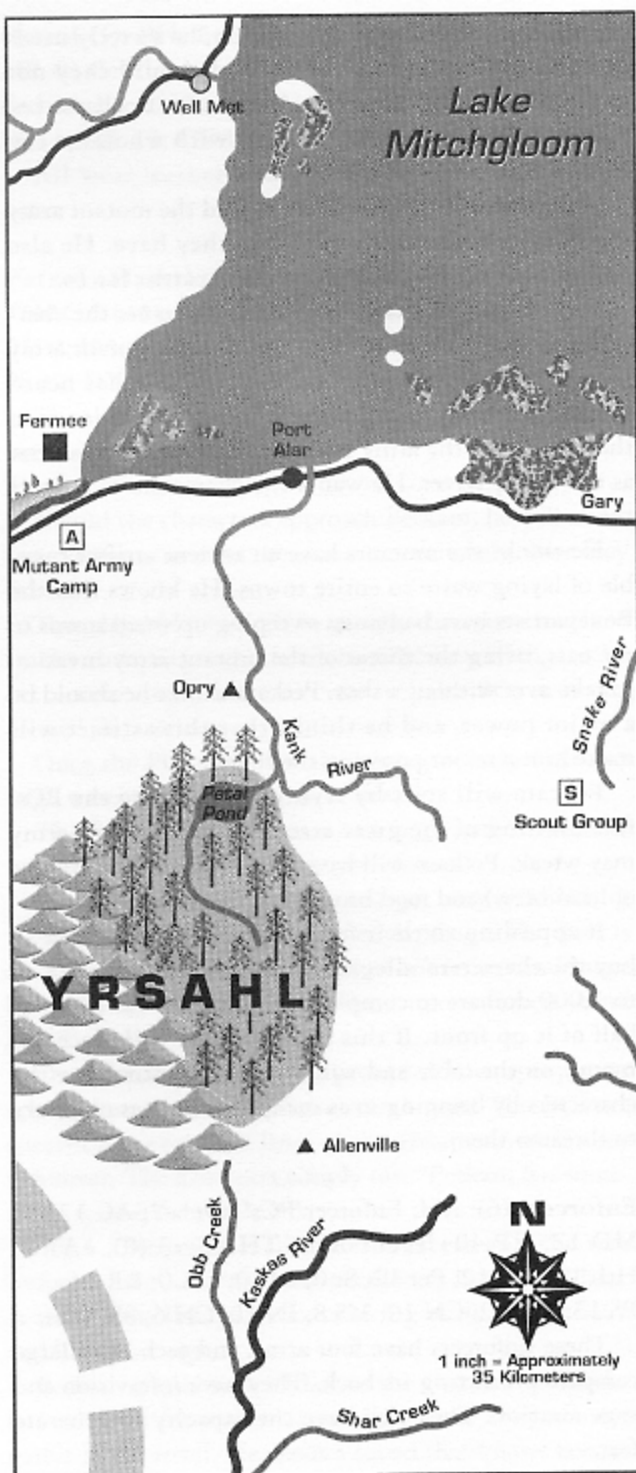 Well Met
Lake
Mitchgloom
Fermee
Port
Alar
Gary
A
Mutant Army
Camp
Opry
Kank
River
Snake River
Petal
Pond
S
Scout Group
YRSAHL
Allenville
Obb Creek
Kaskas River
N
1 inch = Approximately
35 Kilometers
Shar Creek